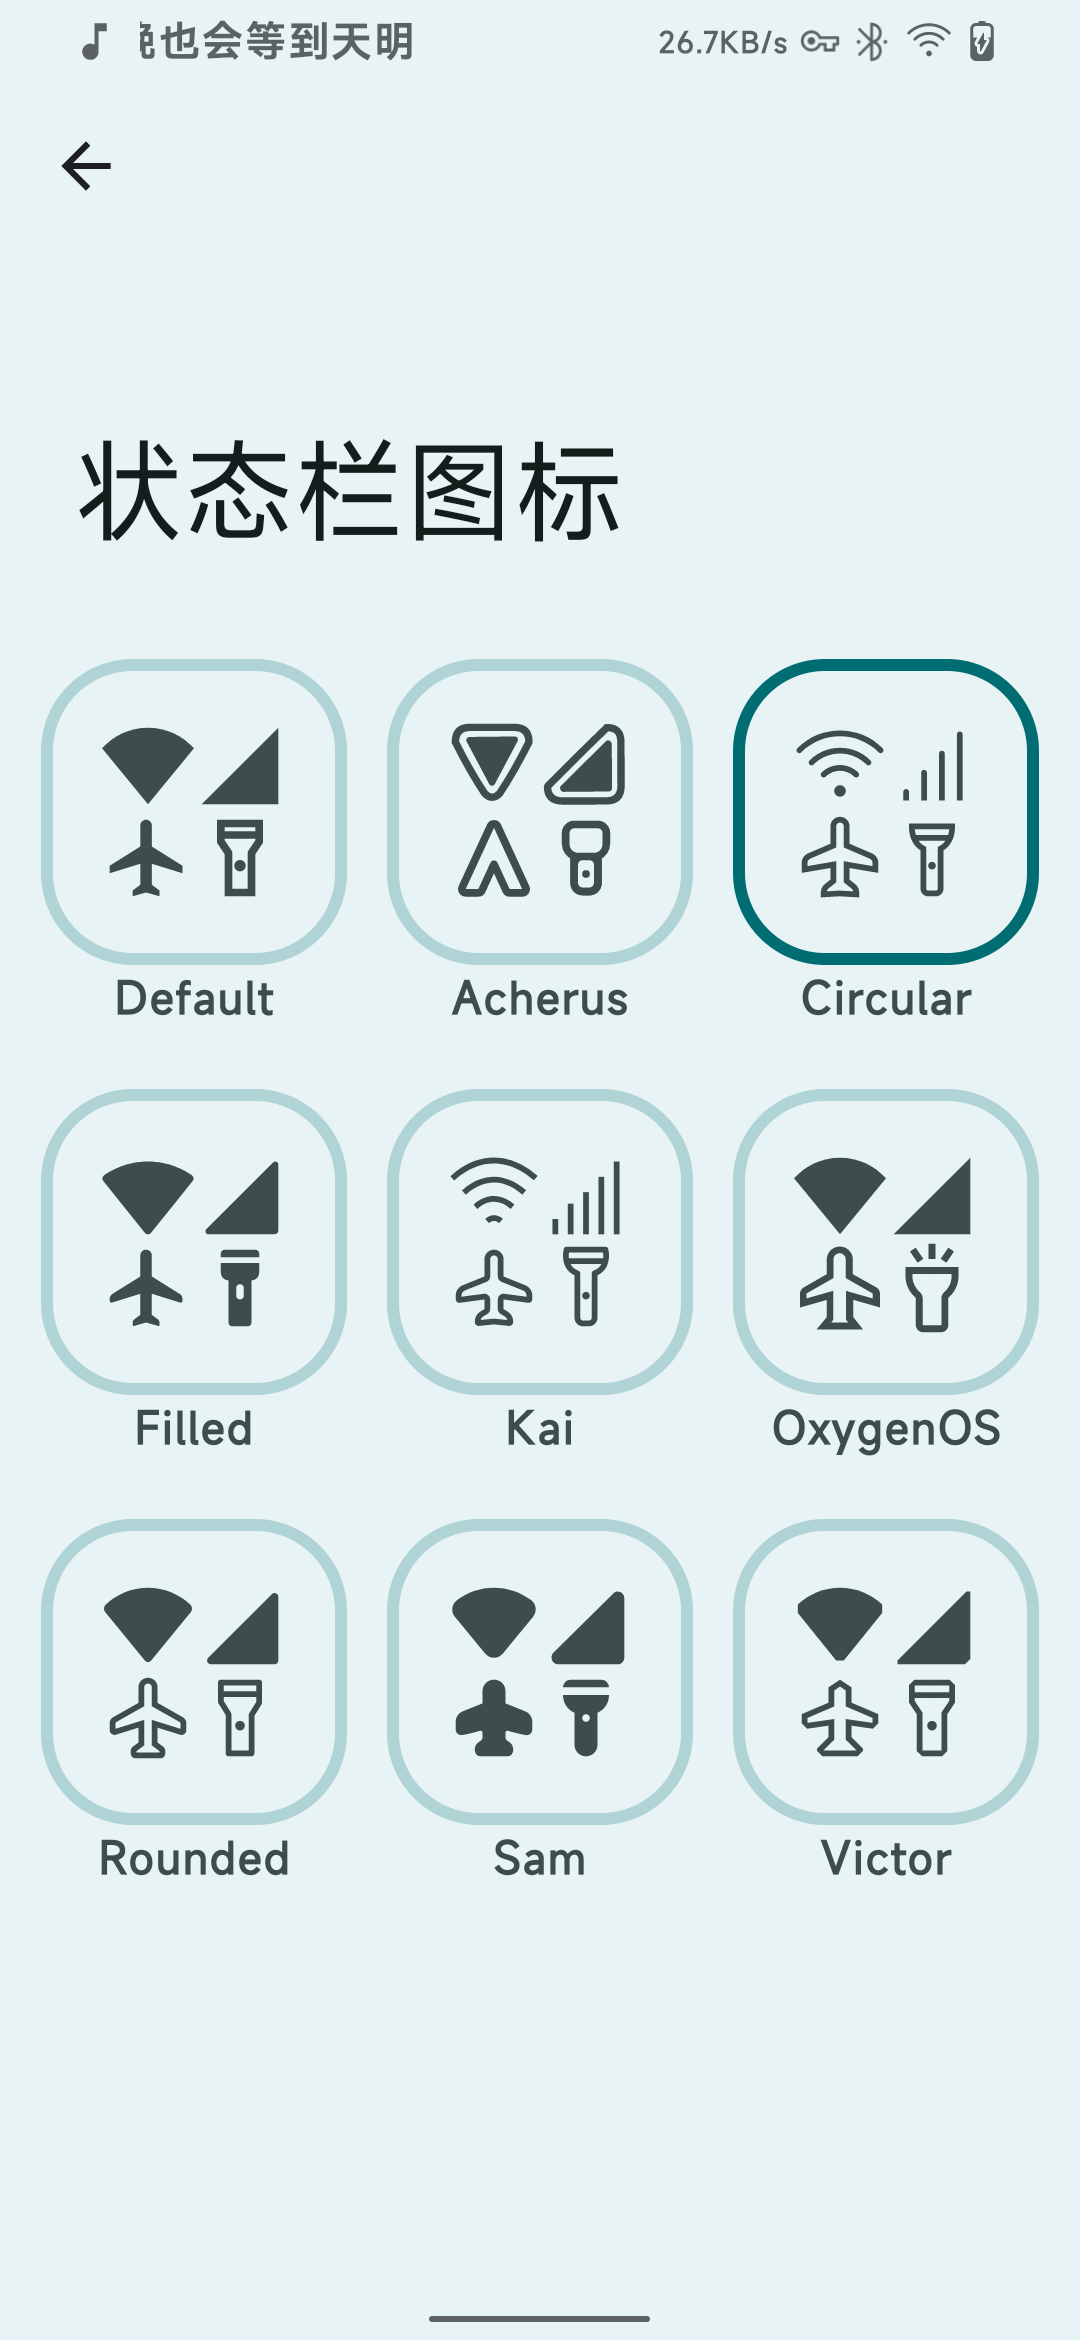 晚也会等到天明 26.7KB/s
状态栏图标
Default Acherus Circular
Filled Kai OxygenOS
Rounded Sam Victor